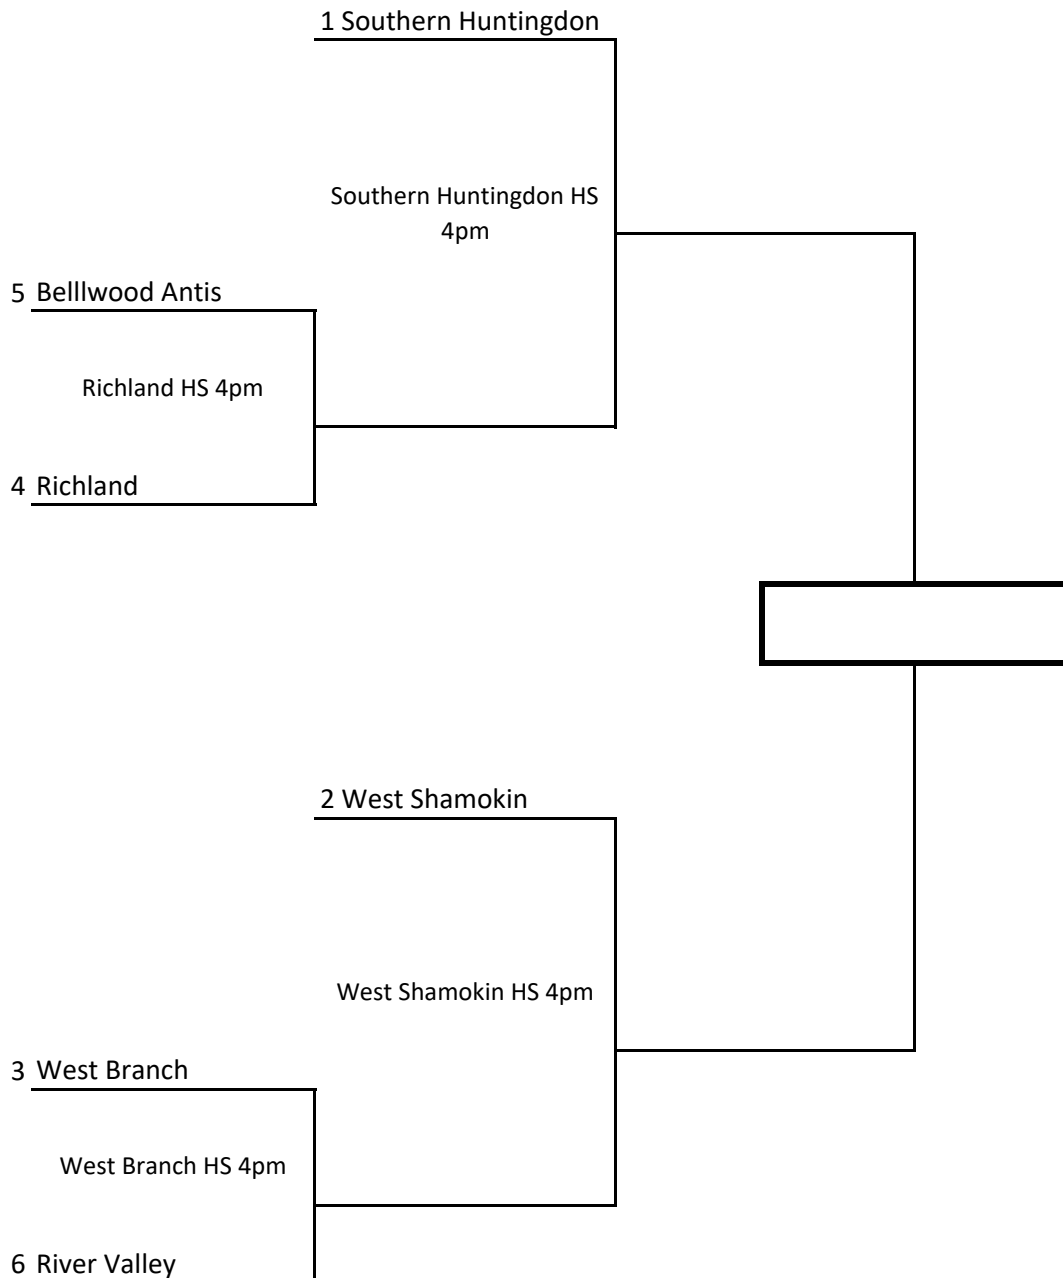 1 Southern Huntingdon
Southern Huntingdon HS
4pm
5 Belllwood Antis
Richland HS 4pm
4 Richland
2 West Shamokin
West Shamokin HS 4pm
3 West Branch
West Branch HS 4pm
6 River Valley